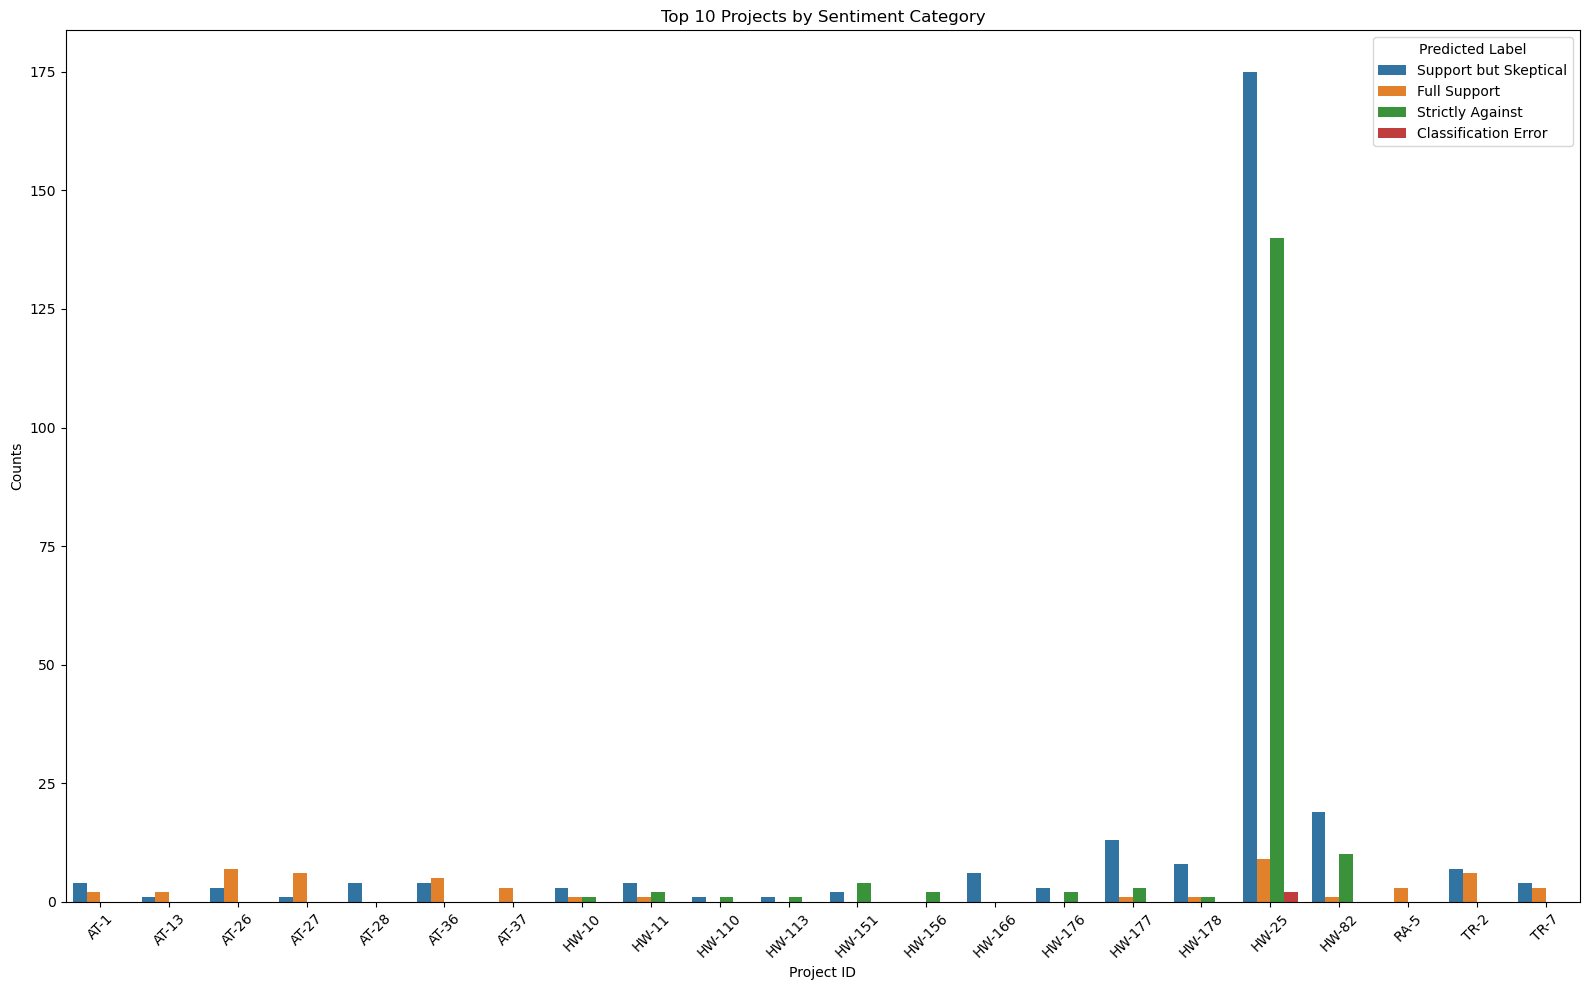 Top 10 Projects by Sentiment Category
Predicted Label
Support but Skeptical
Full Support
Strictly Against
Classification Error
Counts
175
150
125
100
75
50
25
0
AT-1
AT-13
AT-26
AT-27
AT-28
AT-36
AT-37
HW-10
HW-11
HW-110
HW-113
HW-151
HW-156
HW-166
HW-176
HW-177
HW-178
HW-25
HW-82
RA-5
TR-2
TR-7
Project ID